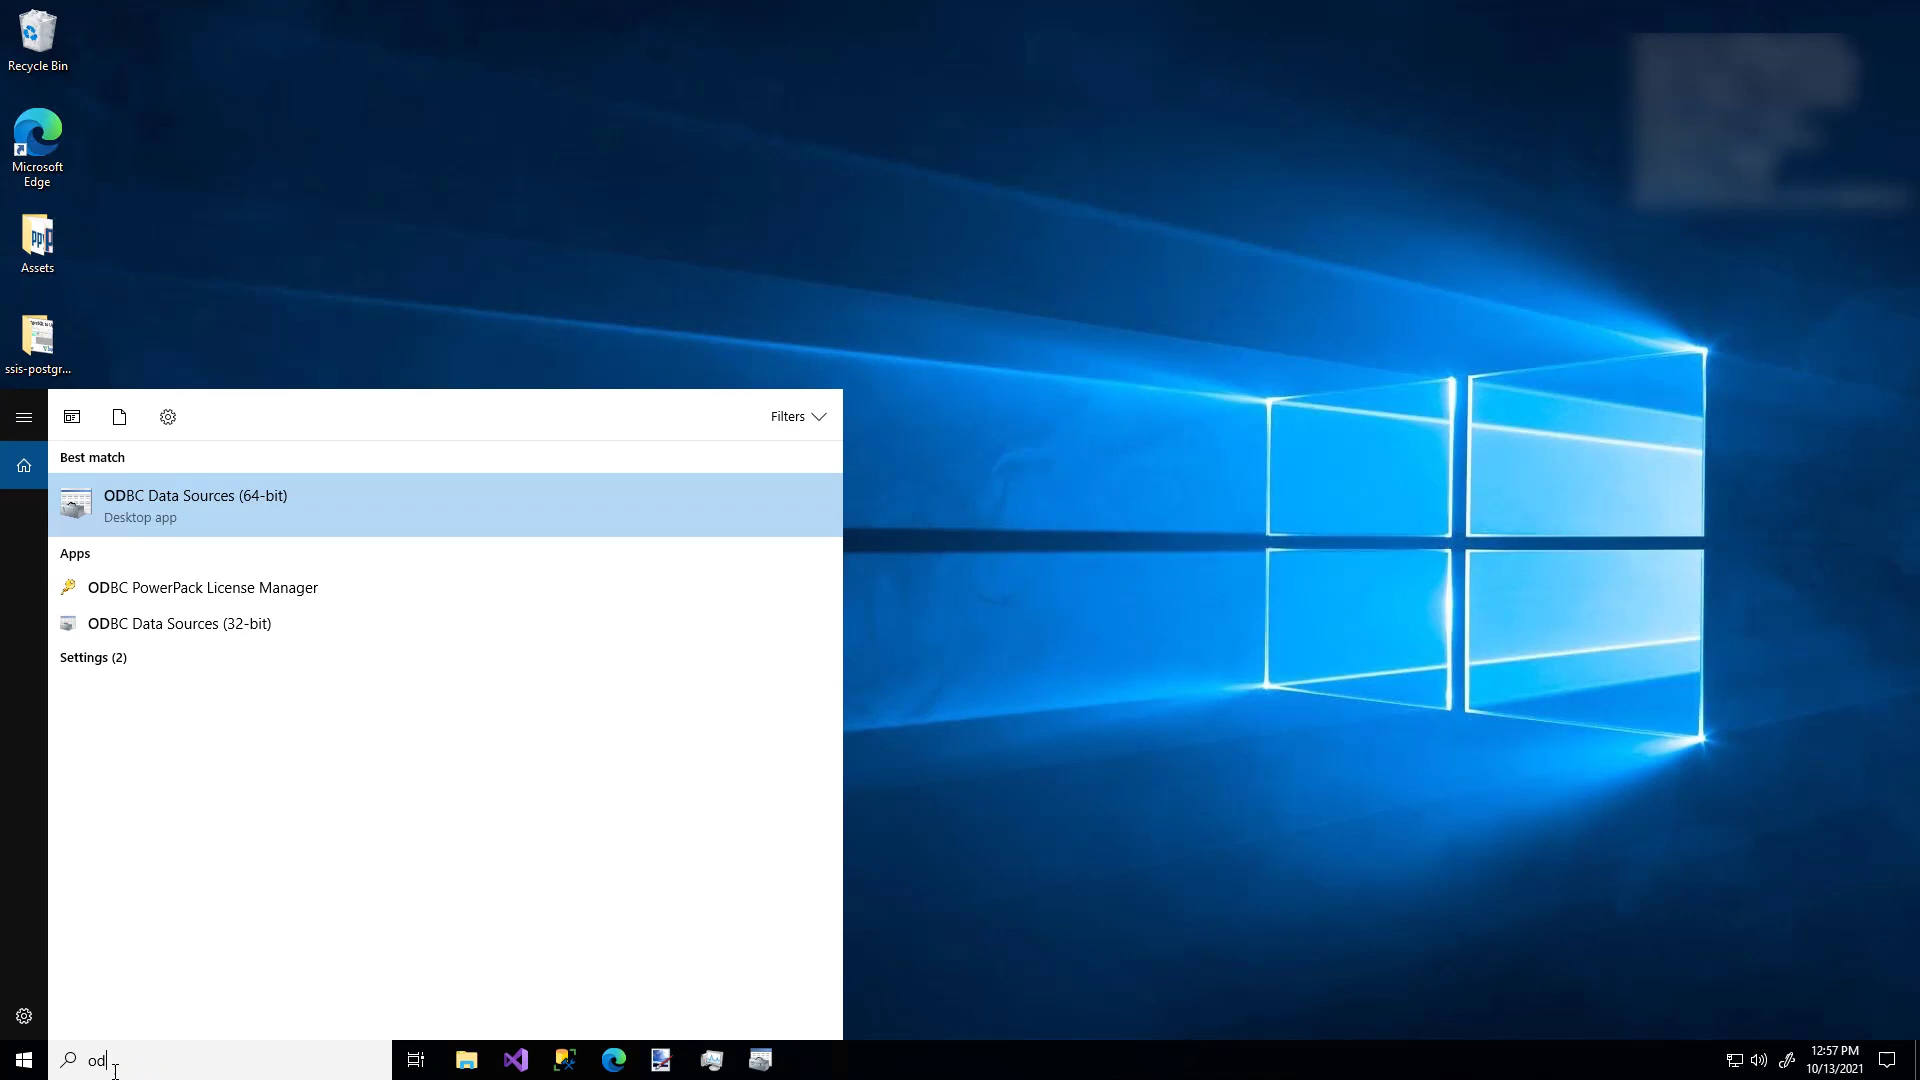 Recycle Bin
Microsoft
Edge
Assets
ssis-postgr...
Filters
Best match
ODBC Data Sources (64-bit)
Desktop app
Apps
ODBC PowerPack License Manager
ODBC Data Sources (32-bit)
Settings (2)
od
12:57 PM
10/13/2021